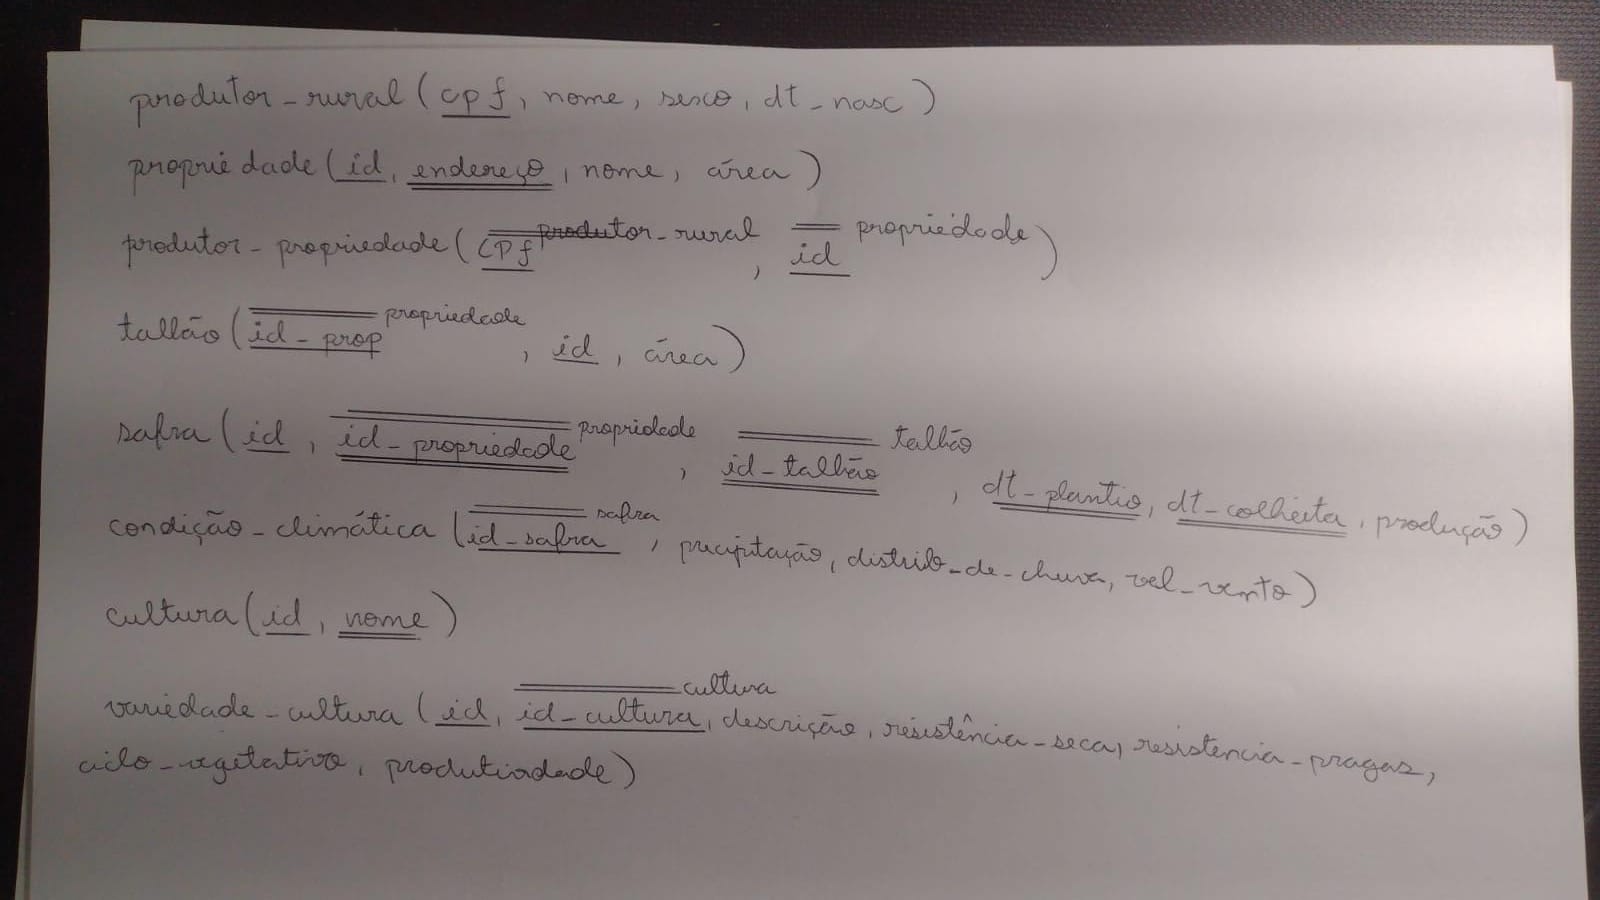 produtor_rural (cpf, nome, sexo, dt_nasc)
propriedade (id, endereço, nome, área)
produtor_propriedade (cpf produtor_rural, id propriedade)
talhão (id_prop propriedade, id, área)
safra (id, id_propriedade propriedade, id_talhão talhão, dt_plantio, dt_colheita, produção)
condição_climática (id_safra safra, precipitação, distrib_de_chuva, vel_vento)
cultura (id, nome)
variedade_cultura (id, id_cultura cultura, descrição, resistência_seca, resistencia_pragas,
ciclo_vegetativo, produtividade)